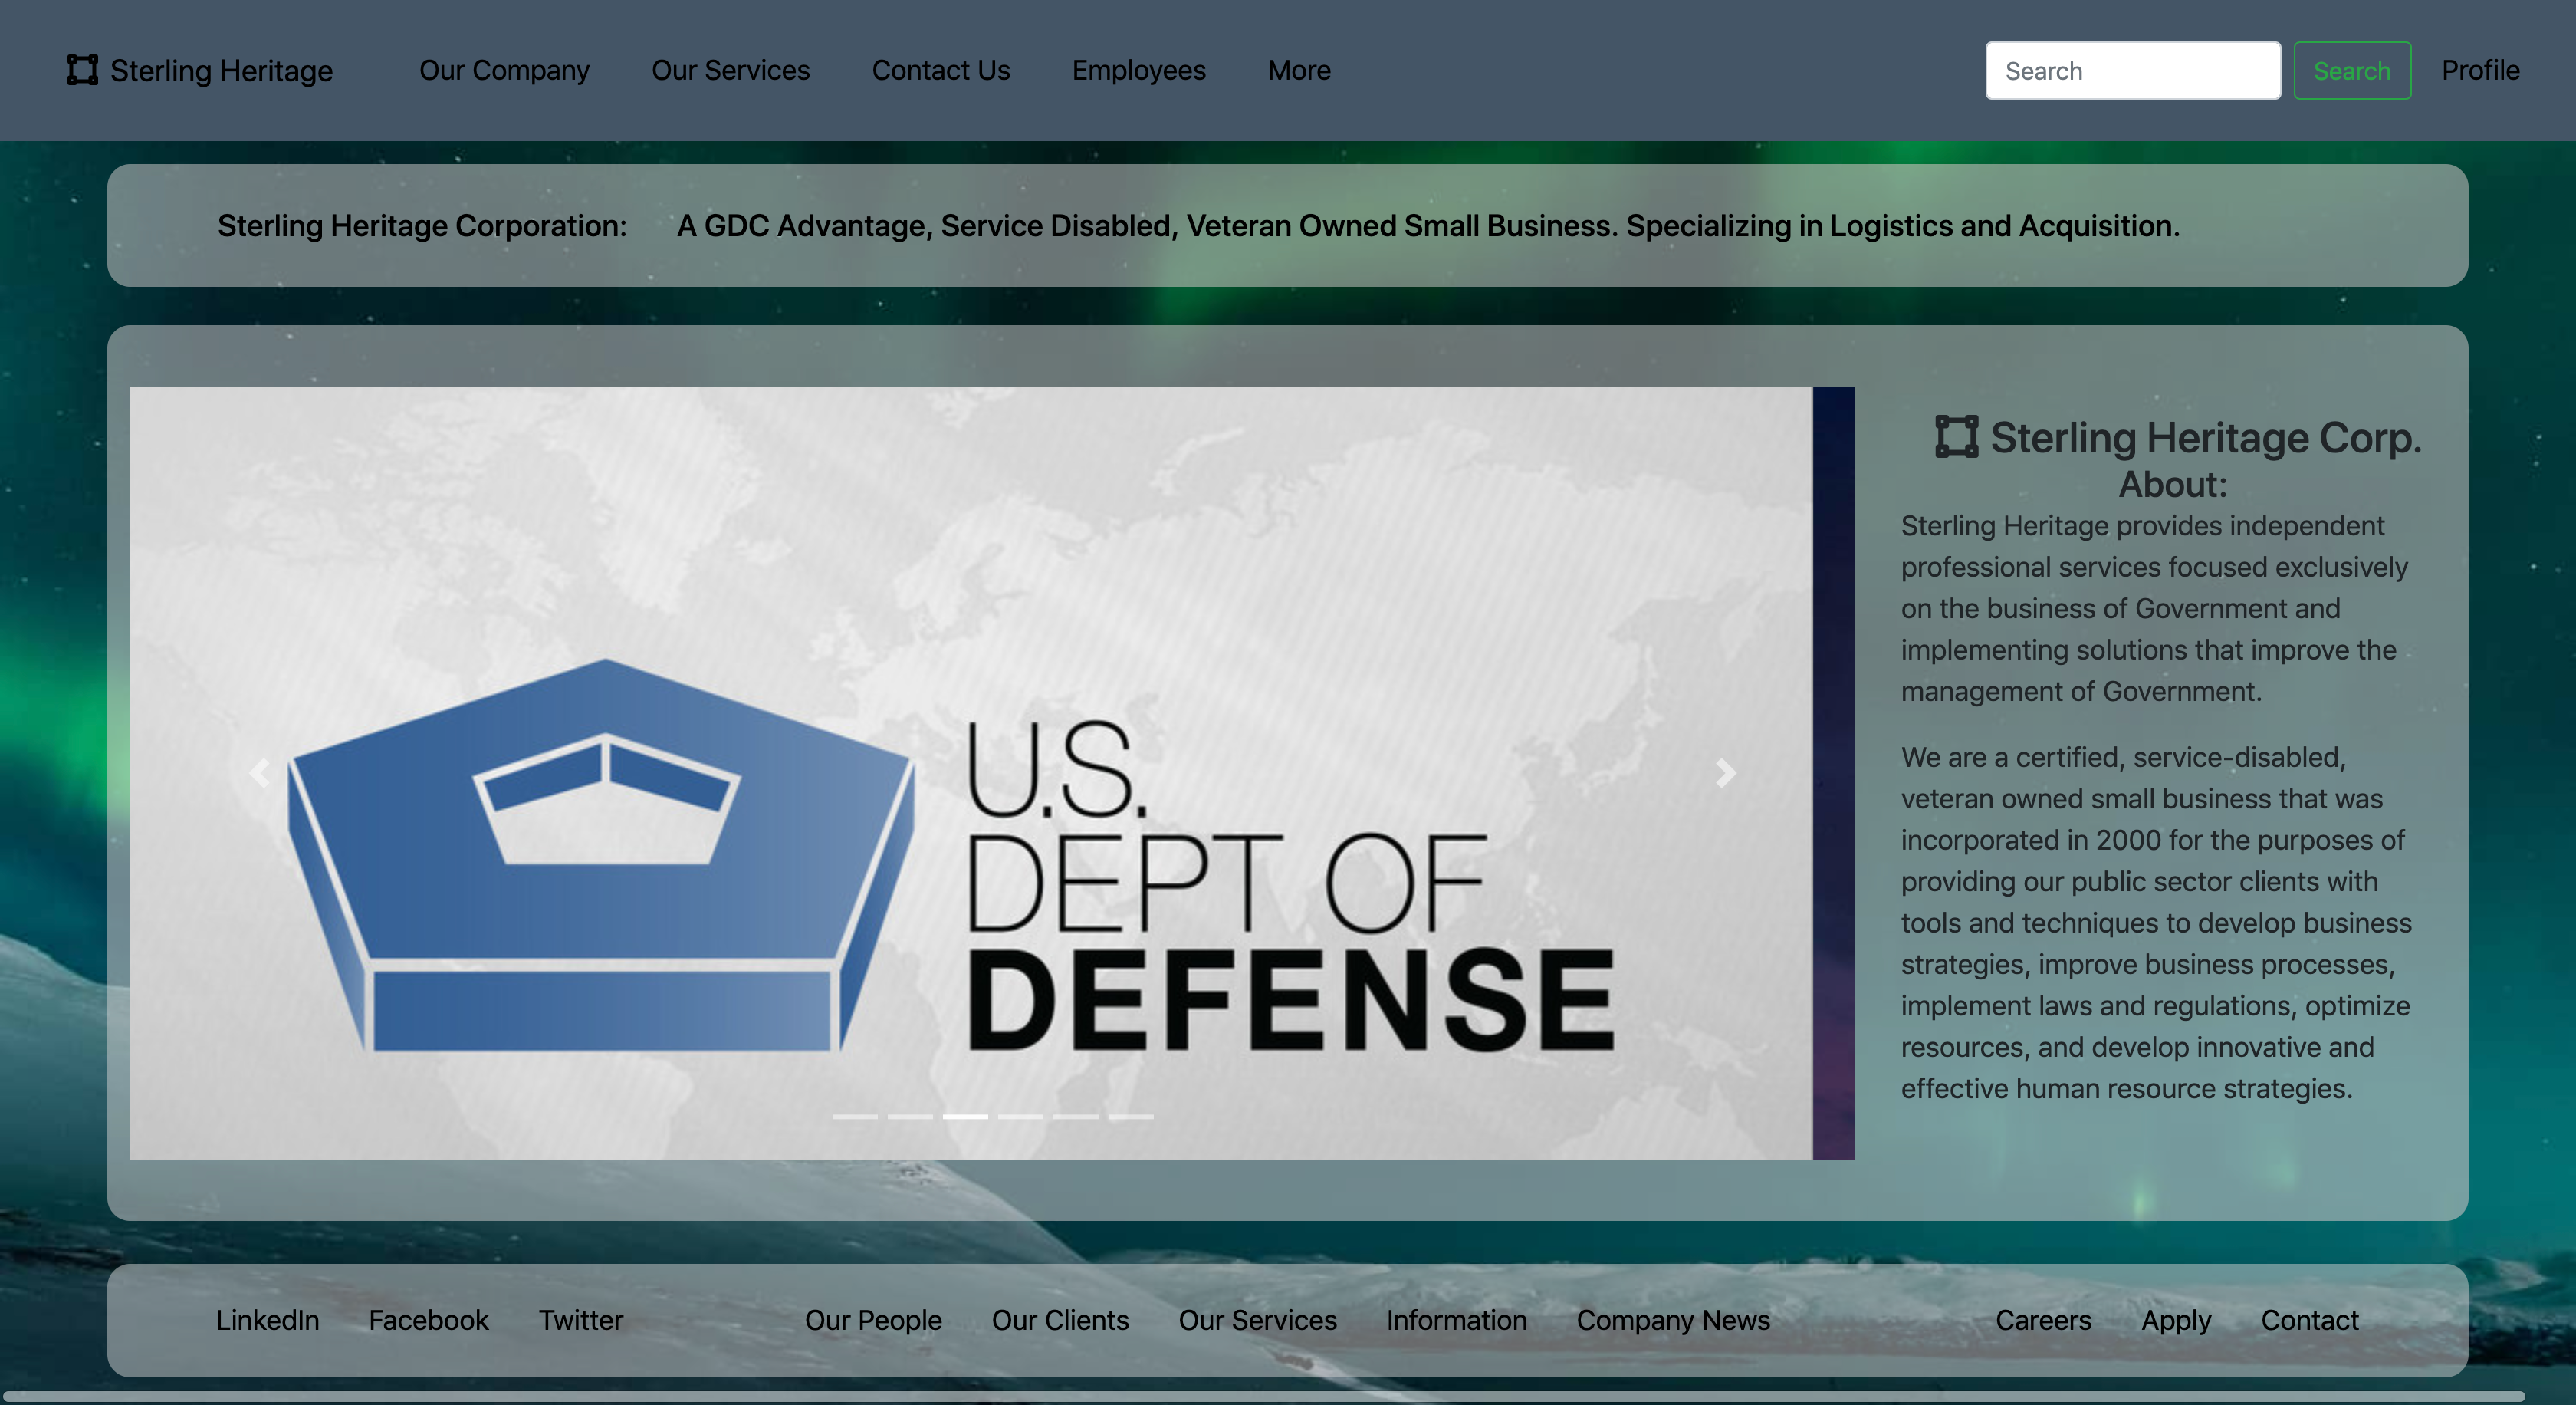 Sterling Heritage Our Company Our Services Contact Us Employees More Search Search Profile
Sterling Heritage Corporation: A GDC Advantage, Service Disabled, Veteran Owned Small Business. Specializing in Logistics and Acquisition.
U.S.
DEPT OF
DEFENSE
Sterling Heritage Corp.
About:
Sterling Heritage provides independent
professional services focused exclusively
on the business of Government and
implementing solutions that improve the
management of Government.
We are a certified, service-disabled,
veteran owned small business that was
incorporated in 2000 for the purposes of
providing our public sector clients with
tools and techniques to develop business
strategies, improve business processes,
implement laws and regulations, optimize
resources, and develop innovative and
effective human resource strategies.
LinkedIn Facebook Twitter Our People Our Clients Our Services Information Company News Careers Apply Contact